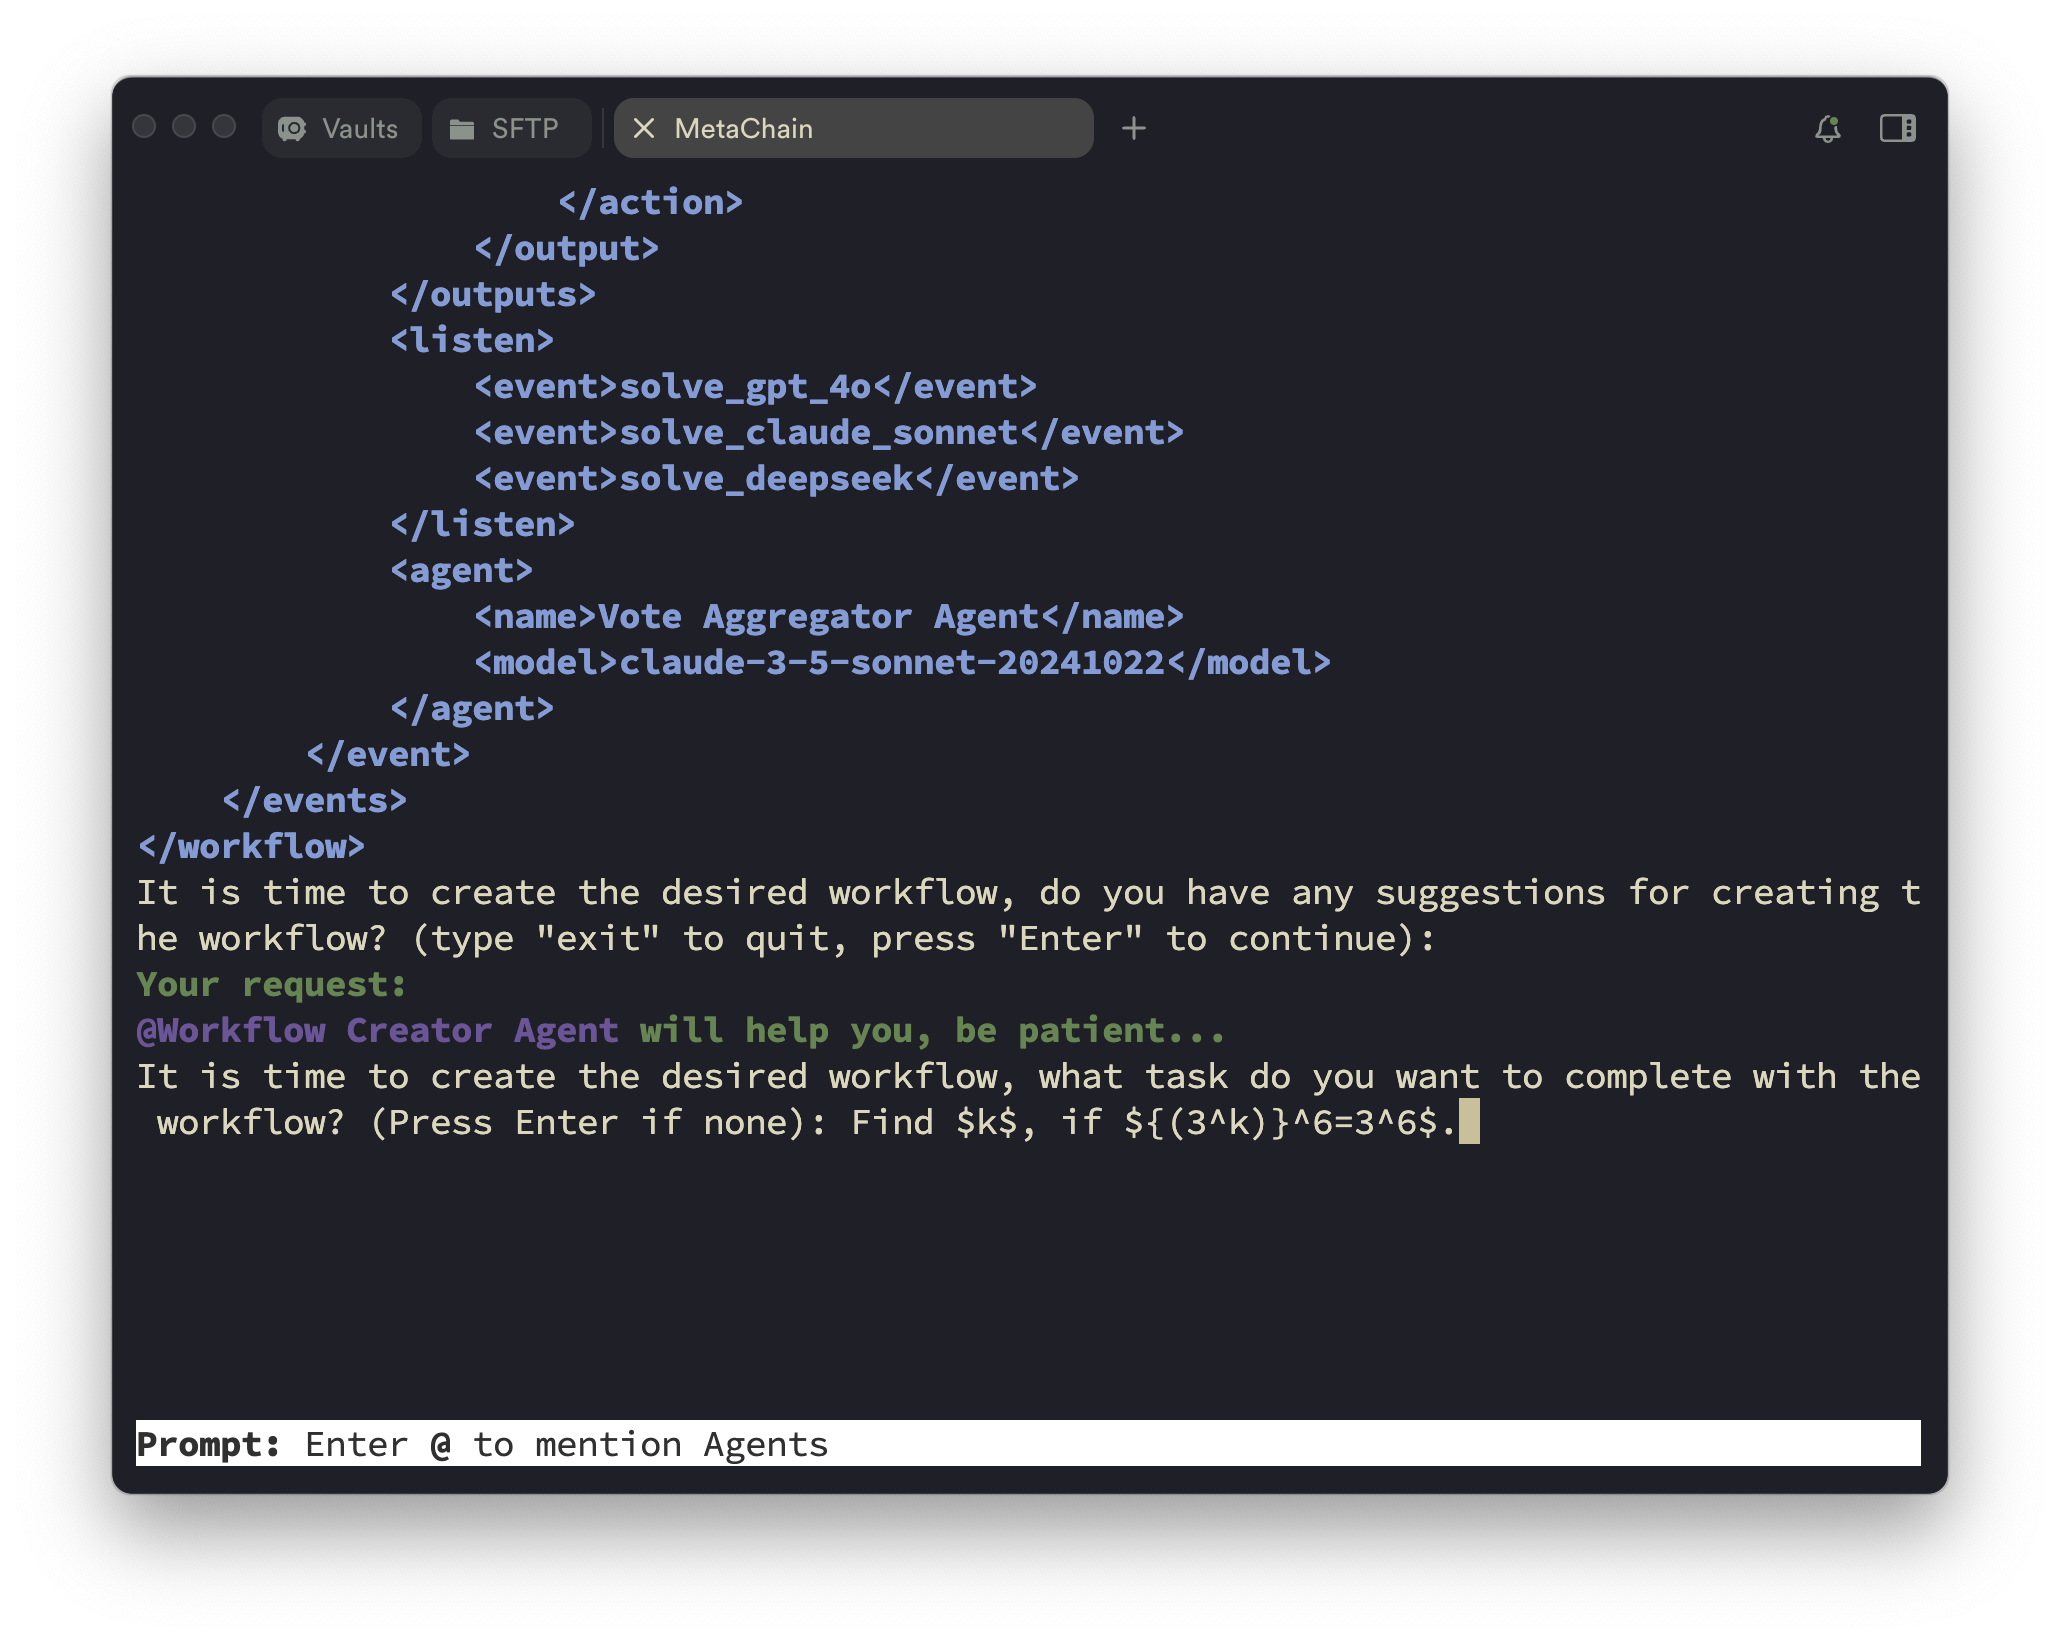 Vaults SFTP MetaChain
</action>
</output>
</outputs>
<listen>
<event>solve_gpt_4o</event>
<event>solve_claude_sonnet</event>
<event>solve_deepseek</event>
</listen>
<agent>
<name>Vote Aggregator Agent</name>
<model>claude-3-5-sonnet-20241022</model>
</agent>
</event>
</events>
</workflow>
It is time to create the desired workflow, do you have any suggestions for creating t
he workflow? (type "exit" to quit, press "Enter" to continue):
Your request:
@Workflow Creator Agent will help you, be patient...
It is time to create the desired workflow, what task do you want to complete with the
workflow? (Press Enter if none): Find $k$, if ${(3^k)}^6=3^6$.
Prompt: Enter @ to mention Agents